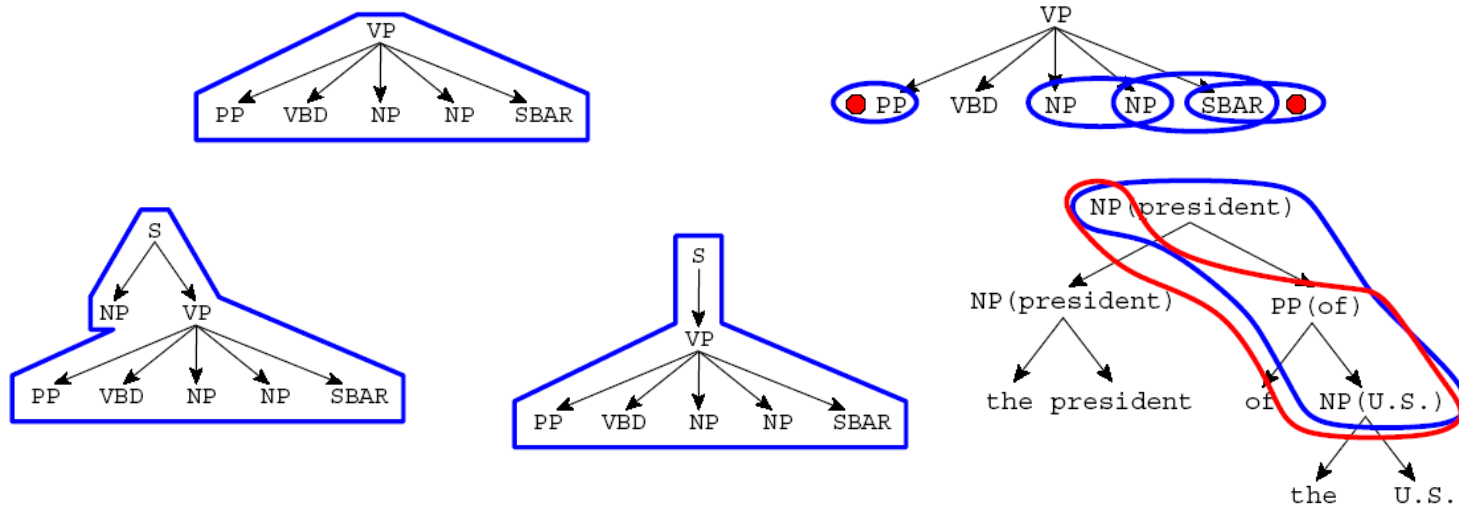 VP
PP VBD NP NP SBAR
VP
PP VBD NP NP SBAR
S
NP VP
PP VBD NP NP SBAR
S
VP
PP VBD NP NP SBAR
NP(president)
NP(president) PP(of)
the president of NP(U.S.)
the U.S.